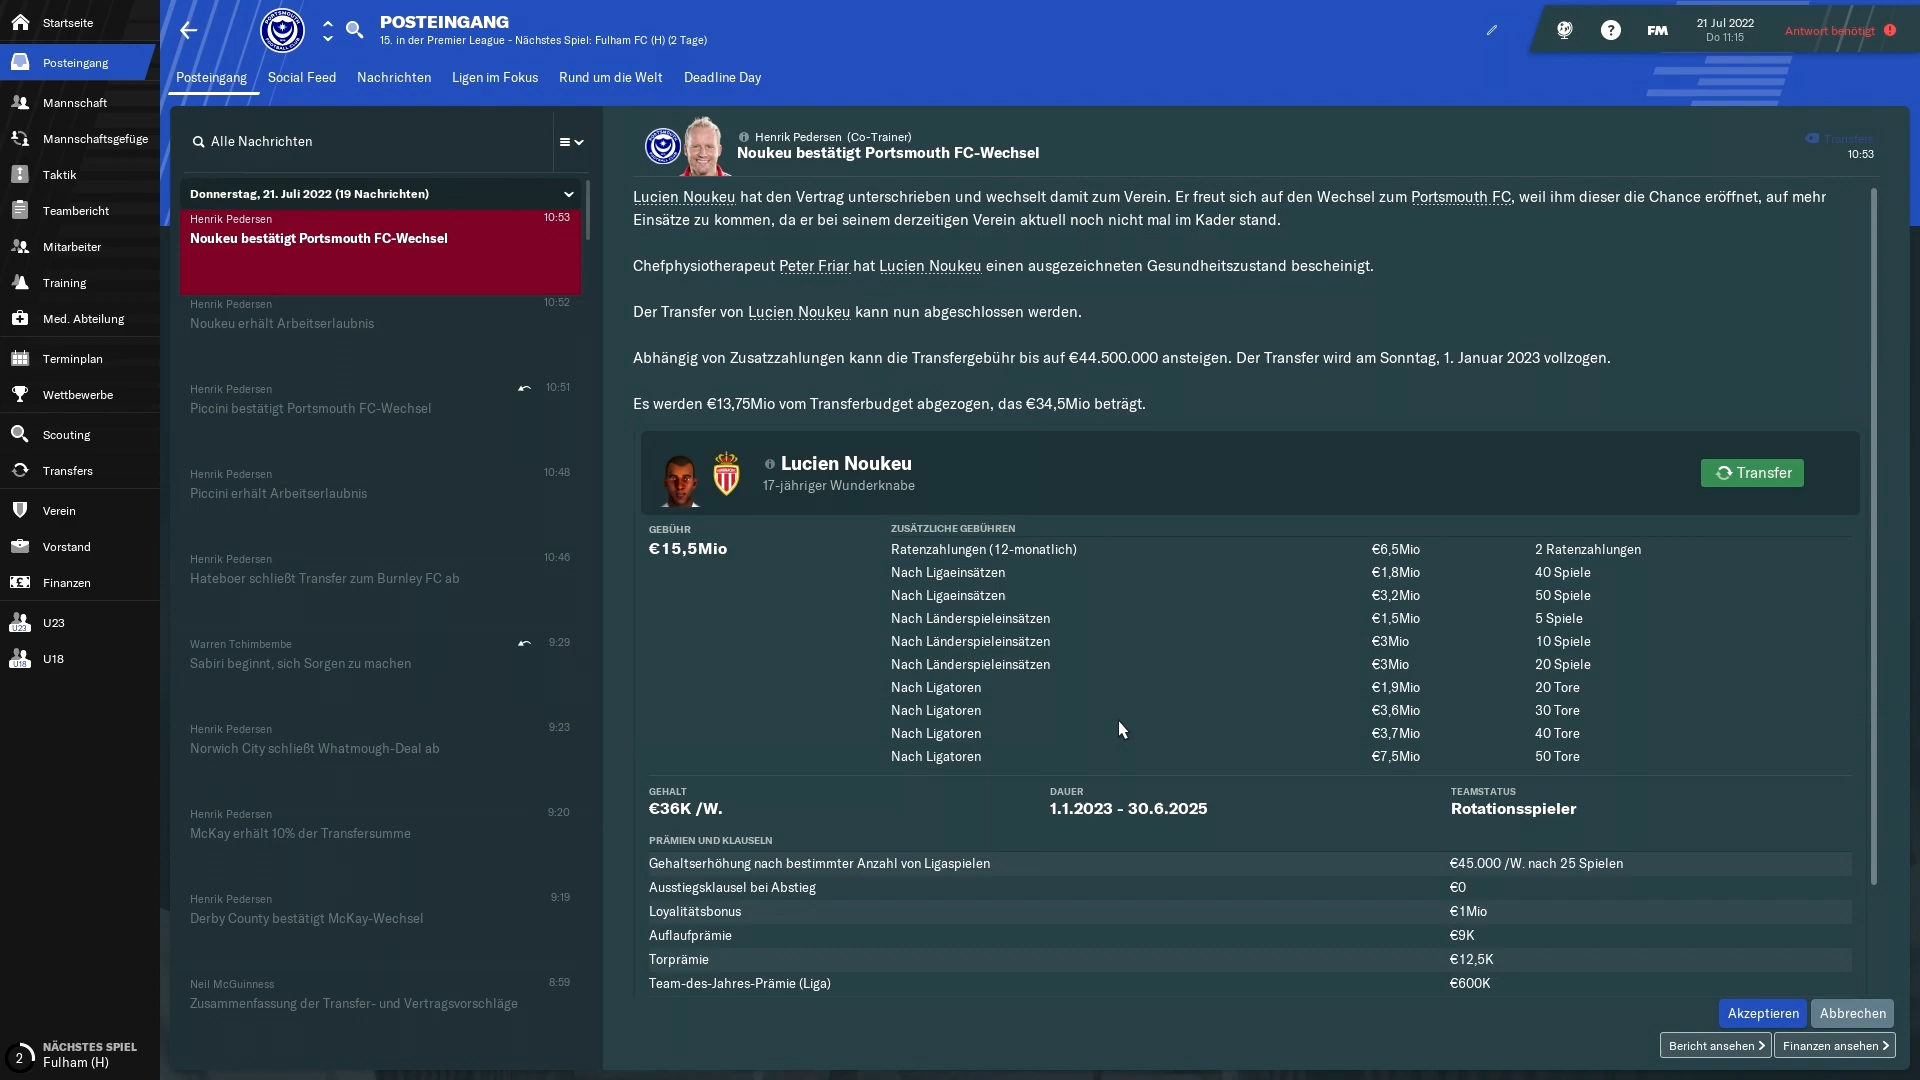 Startseite
Posteingang
Mannschaft
Mannschaftsgefüge
Taktik
Teambericht
Mitarbeiter
Training
Med. Abteilung
Terminplan
Wettbewerbe
Scouting
Transfers
Verein
Vorstand
Finanzen
U23
U23
U18
U18
2
NÄCHSTES SPIEL
Fulham (H)
POSTEINGANG
15. in der Premier League - Nächstes Spiel: Fulham FC (H) (2 Tage)
FM
21 Jul 2022
Do 11:15
Antwort benötigt
Posteingang Social Feed Nachrichten Ligen im Fokus Rund um die Welt Deadline Day
Alle Nachrichten
Donnerstag, 21. Juli 2022 (19 Nachrichten)
Henrik Pedersen 10:53
Noukeu bestätigt Portsmouth FC-Wechsel
Henrik Pedersen 10:52
Noukeu erhält Arbeitserlaubnis
Henrik Pedersen 10:51
Piccini bestätigt Portsmouth FC-Wechsel
Henrik Pedersen 10:48
Piccini erhält Arbeitserlaubnis
Henrik Pedersen 10:46
Hateboer schließt Transfer zum Burnley FC ab
Warren Tchimbembe 9:29
Sabiri beginnt, sich Sorgen zu machen
Henrik Pedersen 9:23
Norwich City schließt Whatmough-Deal ab
Henrik Pedersen 9:20
McKay erhält 10% der Transfersumme
Henrik Pedersen 9:19
Derby County bestätigt McKay-Wechsel
Neil McGuinness 8:59
Zusammenfassung der Transfer- und Vertragsvorschläge
Henrik Pedersen (Co-Trainer)
Noukeu bestätigt Portsmouth FC-Wechsel
Transfers
10:53
Lucien Noukeu hat den Vertrag unterschrieben und wechselt damit zum Verein. Er freut sich auf den Wechsel zum Portsmouth FC, weil ihm dieser die Chance eröffnet, auf mehr
Einsätze zu kommen, da er bei seinem derzeitigen Verein aktuell noch nicht mal im Kader stand.
Chefphysiotherapeut Peter Friar hat Lucien Noukeu einen ausgezeichneten Gesundheitszustand bescheinigt.
Der Transfer von Lucien Noukeu kann nun abgeschlossen werden.
Abhängig von Zusatzzahlungen kann die Transfergebühr bis auf €44.500.000 ansteigen. Der Transfer wird am Sonntag, 1. Januar 2023 vollzogen.
Es werden €13,75Mio vom Transferbudget abgezogen, das €34,5Mio beträgt.
Lucien Noukeu
17-jähriger Wunderknabe
Transfer
GEBÜHR
€15,5Mio
ZUSÄTZLICHE GEBÜHREN
Ratenzahlungen (12-monatlich) €6,5Mio 2 Ratenzahlungen
Nach Ligaeinsätzen €1,8Mio 40 Spiele
Nach Ligaeinsätzen €3,2Mio 50 Spiele
Nach Länderspieleinsätzen €1,5Mio 5 Spiele
Nach Länderspieleinsätzen €3Mio 10 Spiele
Nach Länderspieleinsätzen €3Mio 20 Spiele
Nach Ligatoren €1,9Mio 20 Tore
Nach Ligatoren €3,6Mio 30 Tore
Nach Ligatoren €3,7Mio 40 Tore
Nach Ligatoren €7,5Mio 50 Tore
GEHALT DAUER TEAMSTATUS
€36K /W. 1.1.2023 - 30.6.2025 Rotationsspieler
PRÄMIEN UND KLAUSELN
Gehaltserhöhung nach bestimmter Anzahl von Ligaspielen €45.000 /W. nach 25 Spielen
Ausstiegsklausel bei Abstieg €0
Loyalitätsbonus €1Mio
Auflaufprämie €9K
Torprämie €12,5K
Team-des-Jahres-Prämie (Liga) €600K
Akzeptieren Abbrechen
Bericht ansehen Finanzen ansehen